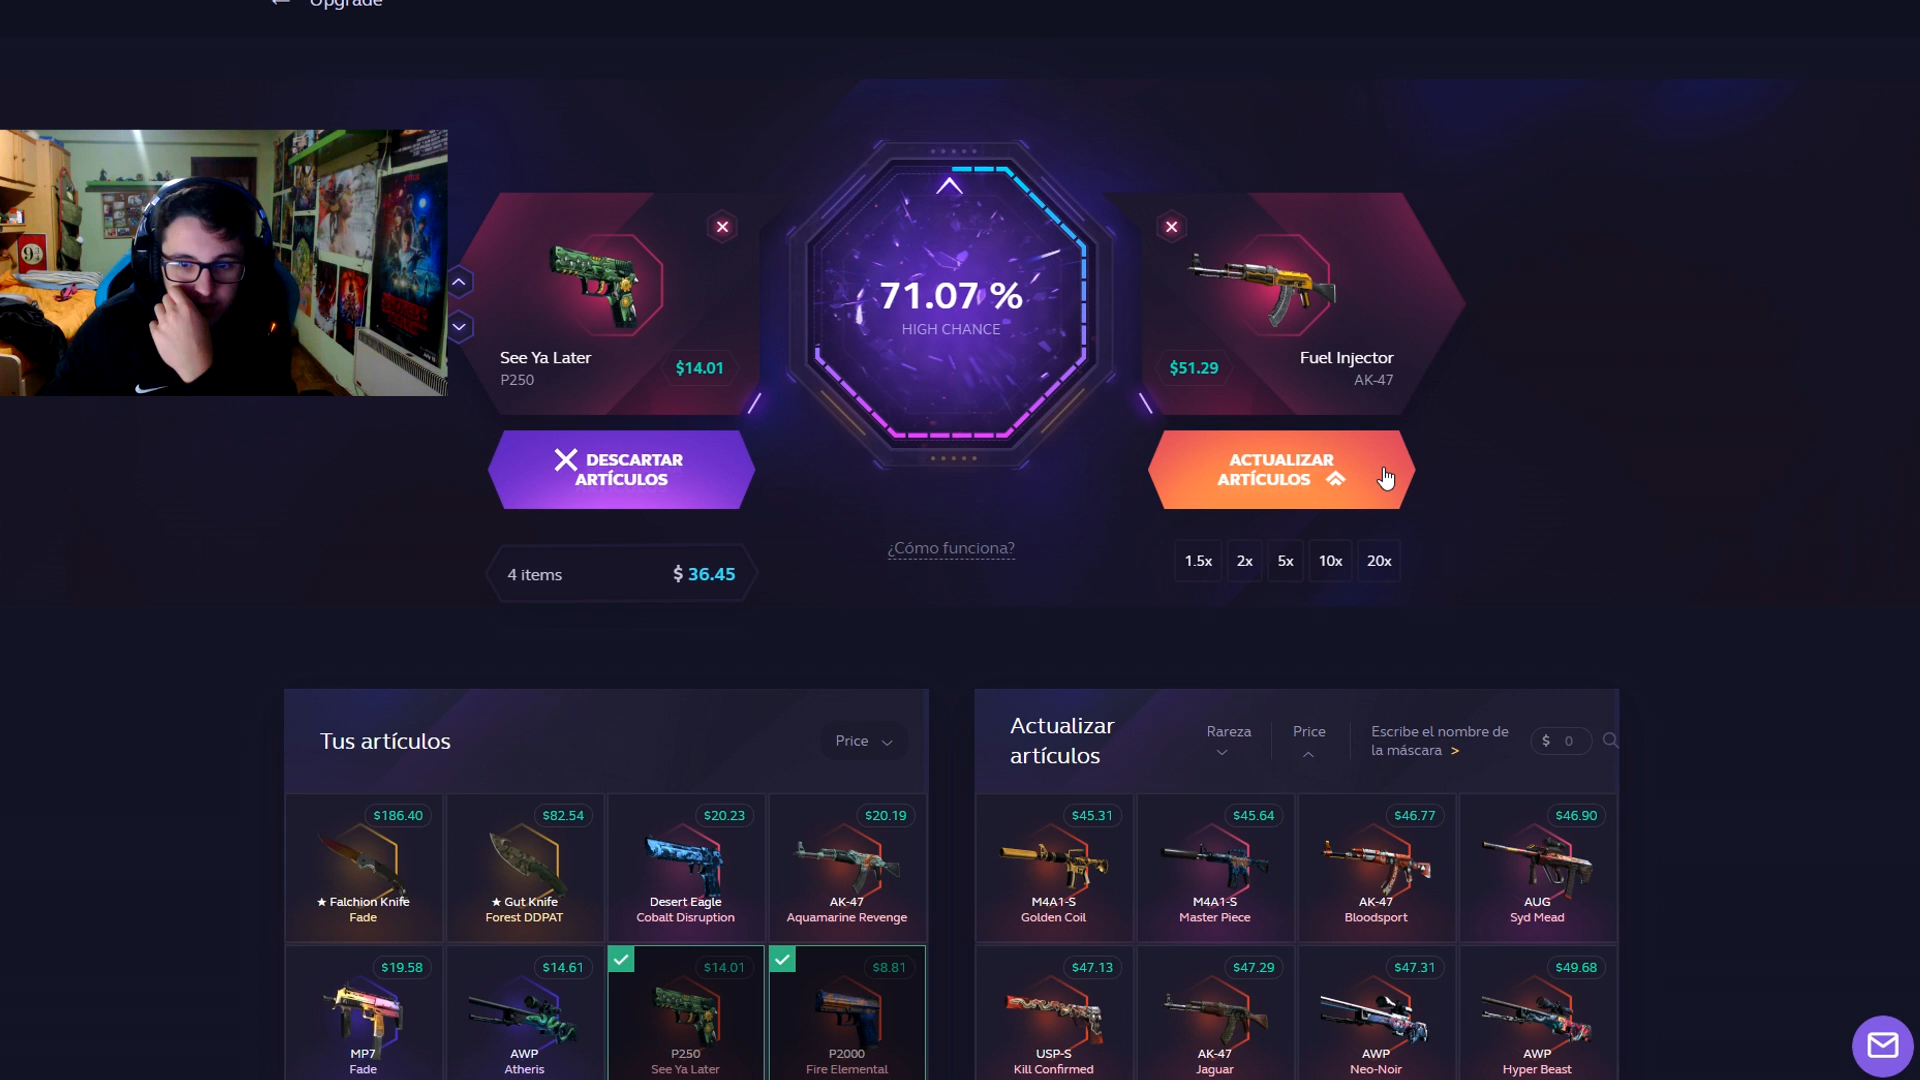 Upgrade
See Ya Later
P250
$14.01
71.07 %
HIGH CHANCE
$51.29
Fuel Injector
AK-47
DESCARTAR
ARTÍCULOS
ACTUALIZAR
ARTÍCULOS
4 items
$ 36.45
¿Cómo funciona?
1.5x
2x
5x
10x
20x
Tus artículos
Price
$186.40
★ Falchion Knife
Fade
$82.54
★ Gut Knife
Forest DDPAT
$20.23
Desert Eagle
Cobalt Disruption
$20.19
AK-47
Aquamarine Revenge
$19.58
MP7
Fade
$14.61
AWP
Atheris
$14.01
P250
See Ya Later
$8.81
P2000
Fire Elemental
Actualizar
artículos
Rareza
Price
Escribe el nombre de
la máscara >
$ 0
$45.31
M4A1-S
Golden Coil
$45.64
M4A1-S
Master Piece
$46.77
AK-47
Bloodsport
$46.90
AUG
Syd Mead
$47.13
USP-S
Kill Confirmed
$47.29
AK-47
Jaguar
$47.31
AWP
Neo-Noir
$49.68
AWP
Hyper Beast